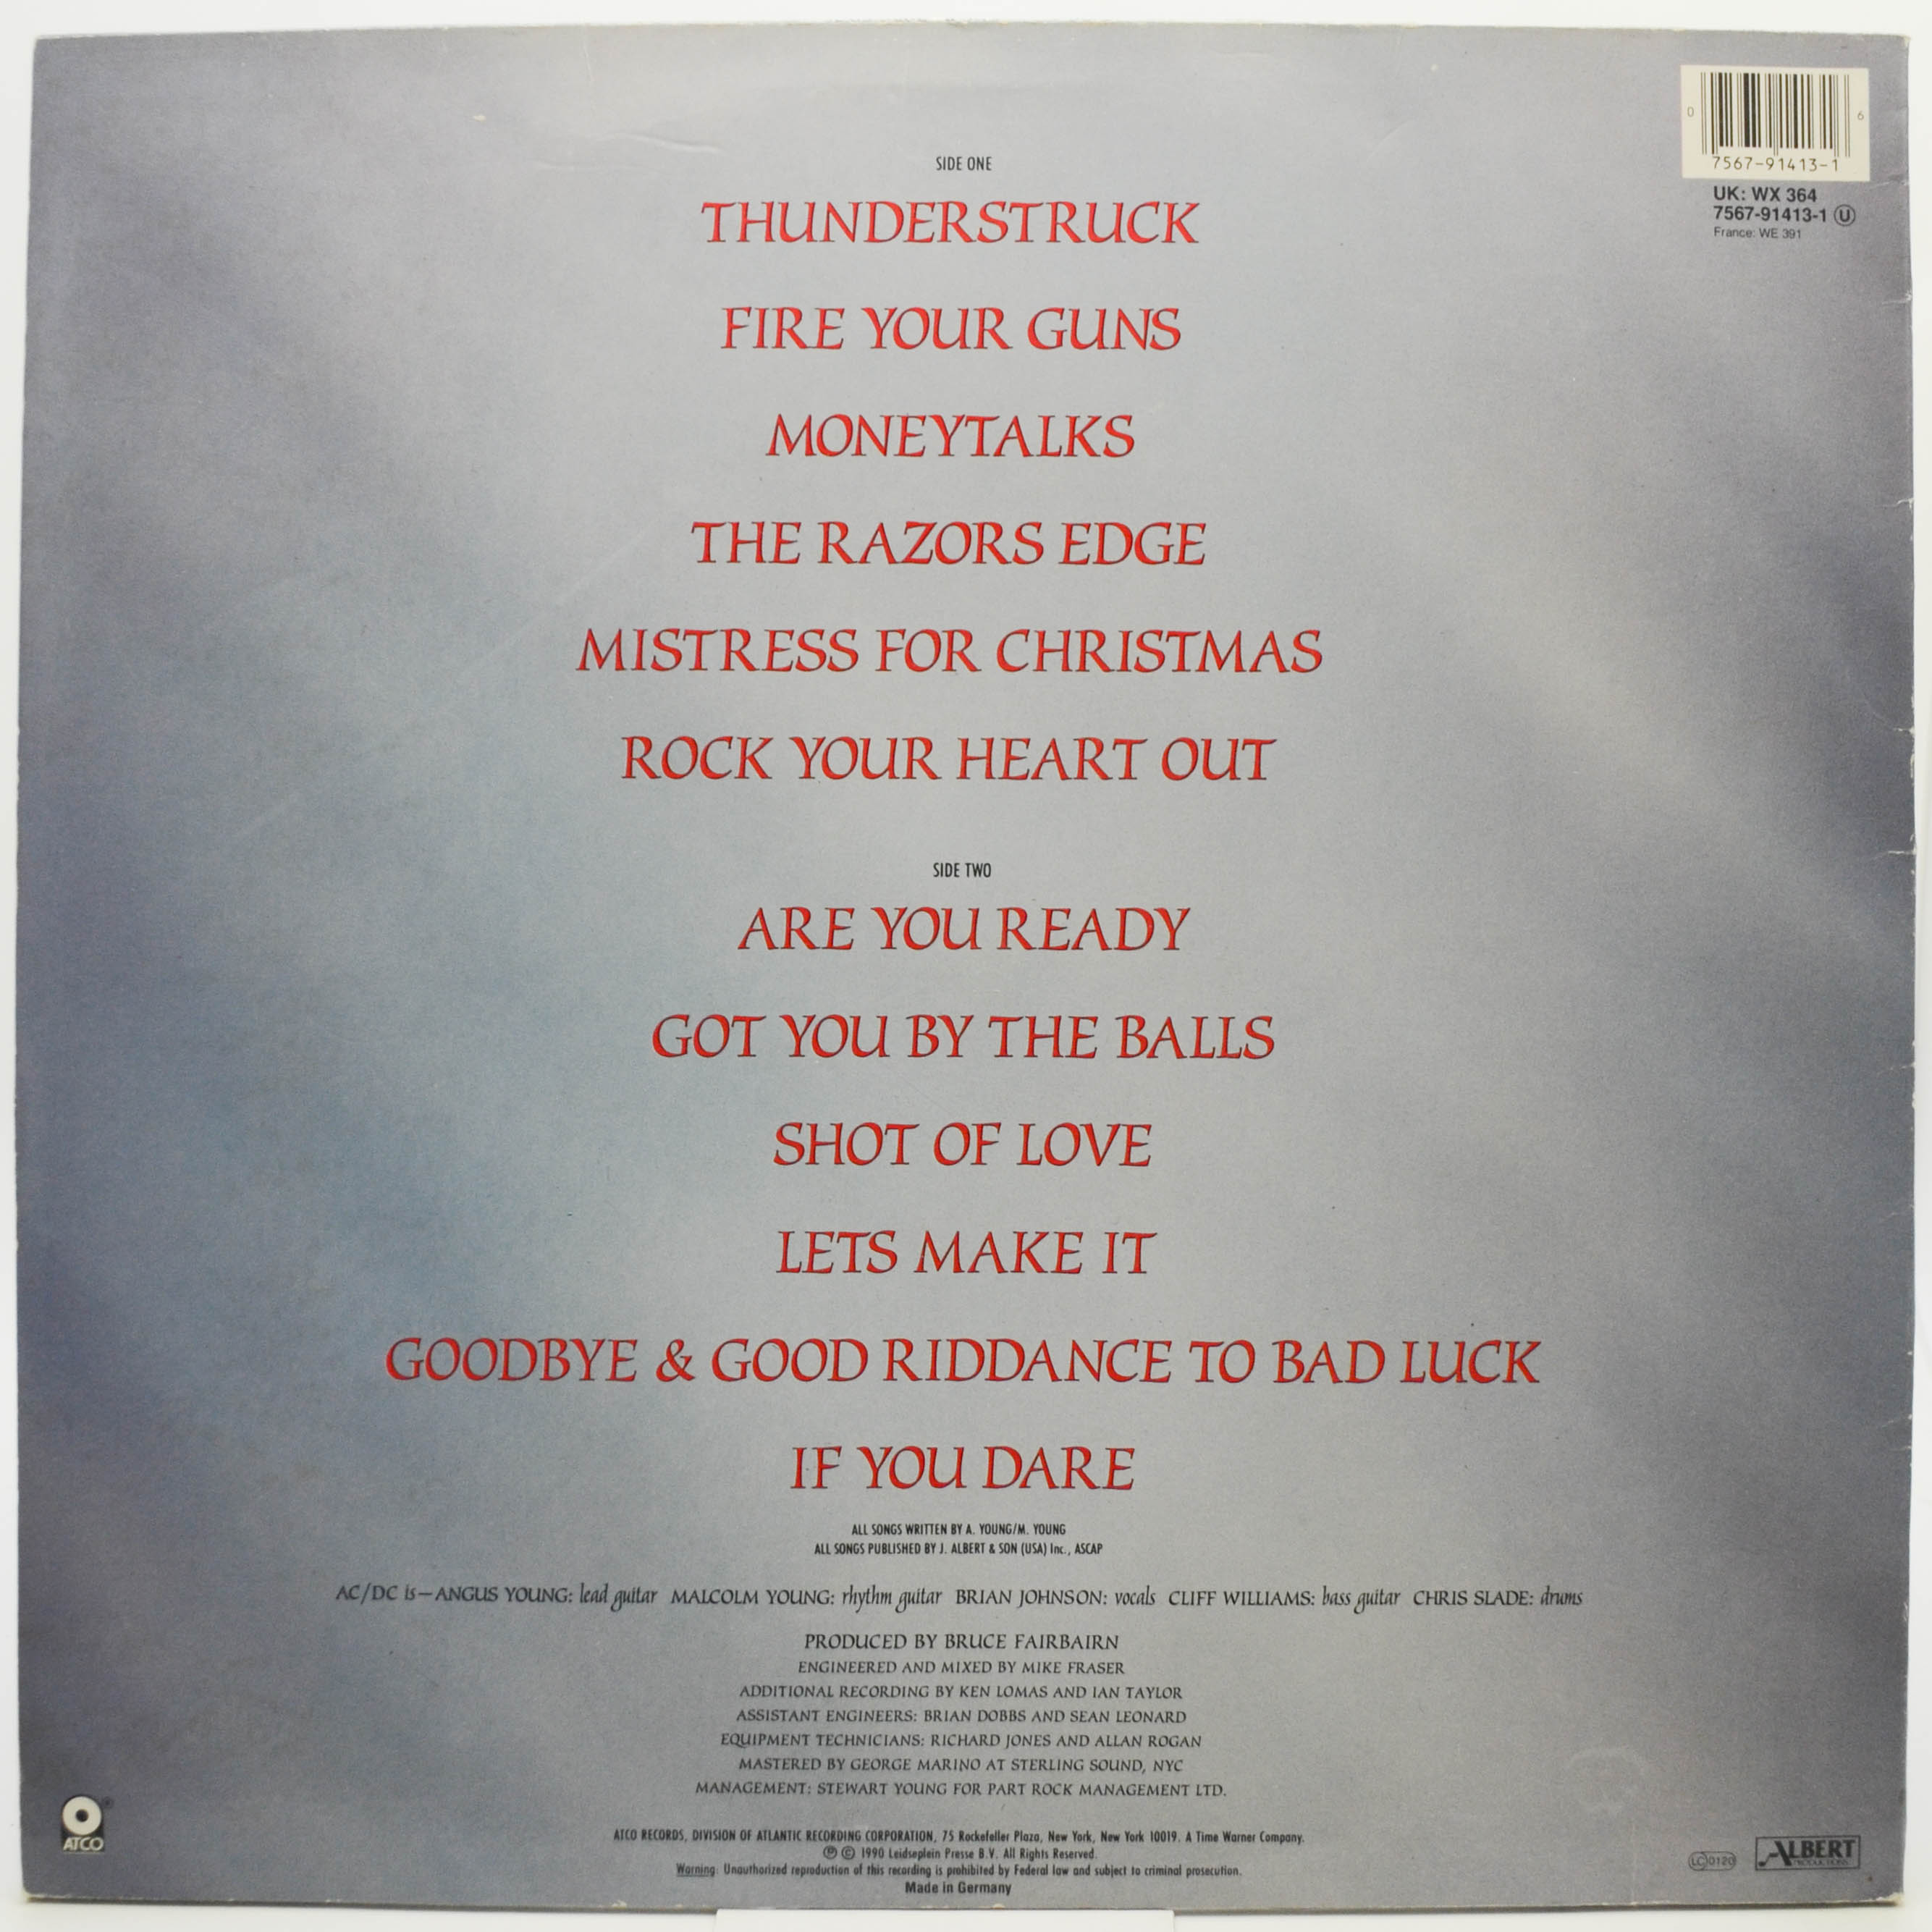 0 6
7567-91413-1
UK: WX 364
7567-91413-1 Ⓤ
France: WE 391
SIDE ONE
THUNDERSTRUCK
FIRE YOUR GUNS
MONEYTALKS
THE RAZORS EDGE
MISTRESS FOR CHRISTMAS
ROCK YOUR HEART OUT
SIDE TWO
ARE YOU READY
GOT YOU BY THE BALLS
SHOT OF LOVE
LETS MAKE IT
GOODBYE & GOOD RIDDANCE TO BAD LUCK
IF YOU DARE
ALL SONGS WRITTEN BY A. YOUNG/M. YOUNG
ALL SONGS PUBLISHED BY J. ALBERT & SON (USA) Inc., ASCAP
AC/DC is—ANGUS YOUNG: lead guitar MALCOLM YOUNG: rhythm guitar BRIAN JOHNSON: vocals CLIFF WILLIAMS: bass guitar CHRIS SLADE: drums
PRODUCED BY BRUCE FAIRBAIRN
ENGINEERED AND MIXED BY MIKE FRASER
ADDITIONAL RECORDING BY KEN LOMAS AND IAN TAYLOR
ASSISTANT ENGINEERS: BRIAN DOBBS AND SEAN LEONARD
EQUIPMENT TECHNICIANS: RICHARD JONES AND ALLAN ROGAN
MASTERED BY GEORGE MARINO AT STERLING SOUND, NYC
MANAGEMENT: STEWART YOUNG FOR PART ROCK MANAGEMENT LTD.
ATCO RECORDS, DIVISION OF ATLANTIC RECORDING CORPORATION, 75 Rockefeller Plaza, New York, New York 10019. A Time Warner Company.
℗ © 1990 Leidseplein Presse B.V. All Rights Reserved.
Warning: Unauthorized reproduction of this recording is prohibited by Federal law and subject to criminal prosecution.
Made in Germany
ATCO ®
LC 0120
ALBERT
PRODUCTIONS